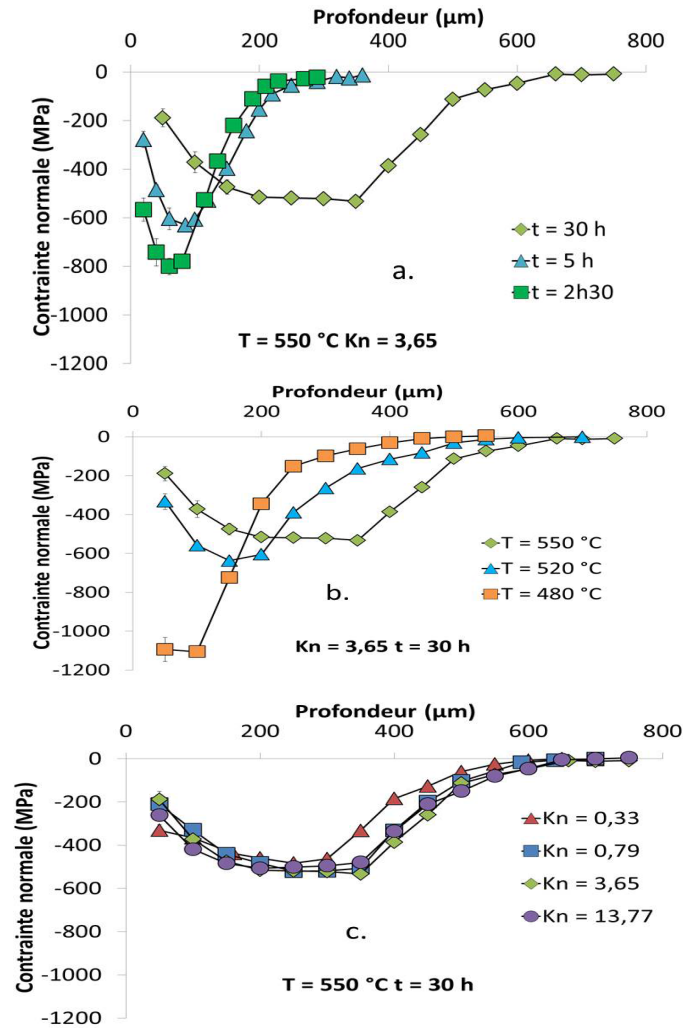 Profondeur (µm)
0 200 400 600 800
0
-200
-400
-600
-800
-1000
-1200
Contrainte normale (MPa)
t = 30 h
t = 5 h
t = 2h30
a.
T = 550 °C Kn = 3,65
Profondeur (µm)
0 200 400 600 800
0
-200
-400
-600
-800
-1000
-1200
Contrainte normale (MPa)
T = 550 °C
T = 520 °C
T = 480 °C
b.
Kn = 3,65 t = 30 h
Profondeur (µm)
0 200 400 600 800
0
-200
-400
-600
-800
-1000
-1200
Contrainte normale (MPa)
Kn = 0,33
Kn = 0,79
Kn = 3,65
Kn = 13,77
c.
T = 550 °C t = 30 h